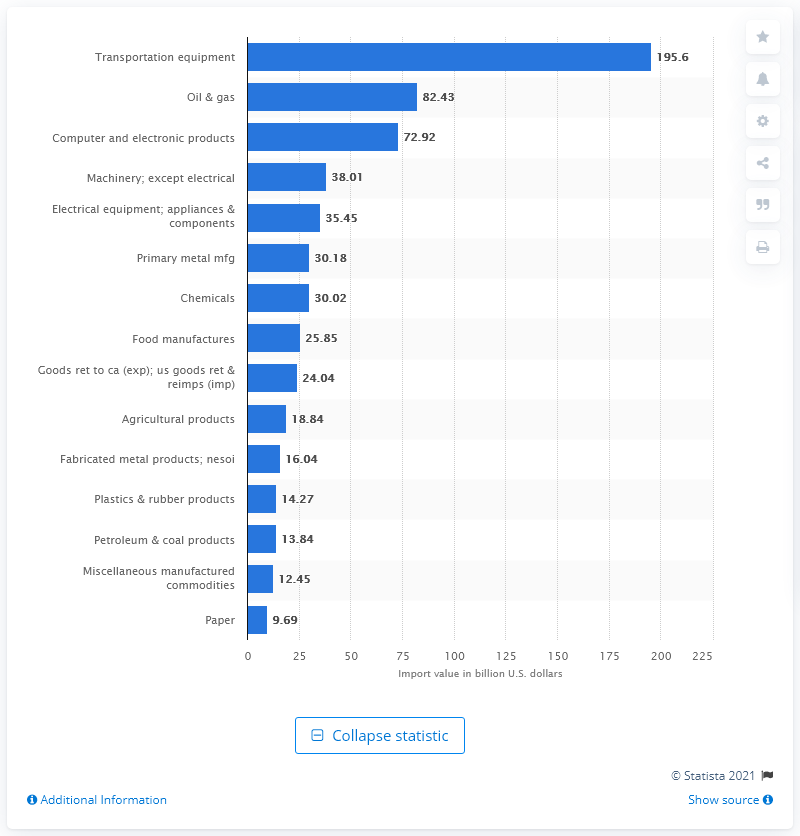 Transportation equipment 195.6
Oil & gas 82.43
Computer and electronic products 72.92
Machinery; except electrical 38.01
Electrical equipment; appliances &
components 35.45
Primary metal mfg 30.18
Chemicals 30.02
Food manufactures 25.85
Goods ret to ca (exp); us goods ret &
reimps (imp) 24.04
Agricultural products 18.84
Fabricated metal products; nesoi 16.04
Plastics & rubber products 14.27
Petroleum & coal products 13.84
Miscellaneous manufactured
commodities 12.45
Paper 9.69
0 25 50 75 100 125 150 175 200 225
Import value in billion U.S. dollars
Collapse statistic
© Statista 2021
Additional Information Show source